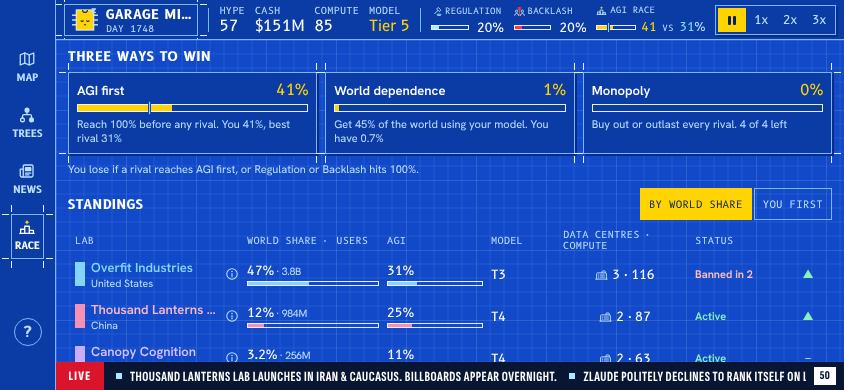 GARAGE MI...
DAY 1748
HYPE
57
CASH
$151M
COMPUTE
85
MODEL
Tier 5
REGULATION
20%
BACKLASH
20%
AGI RACE
41 VS 31%
1x 2x 3x
MAP
TREES
NEWS
RACE
?
THREE WAYS TO WIN
AGI first 41%
Reach 100% before any rival. You 41%, best
rival 31%
World dependence 1%
Get 45% of the world using your model. You
have 0.7%
Monopoly 0%
Buy out or outlast every rival. 4 of 4 left
You lose if a rival reaches AGI first, or Regulation or Backlash hits 100%.
STANDINGS
BY WORLD SHARE
YOU FIRST
LAB
WORLD SHARE · USERS
AGI
MODEL
DATA CENTRES ·
COMPUTE
STATUS
Overfit Industries
United States
47% · 3.8B
31%
T3
3 · 116
Banned in 2
Thousand Lanterns ...
China
12% · 984M
25%
T4
2 · 87
Active
Canopy Cognition
3.2% · 256M
11%
T4
2 · 63
Active
–
LIVE
THOUSAND LANTERNS LAB LAUNCHES IN IRAN & CAUCASUS. BILLBOARDS APPEAR OVERNIGHT.
ZLAUDE POLITELY DECLINES TO RANK ITSELF ON L
50